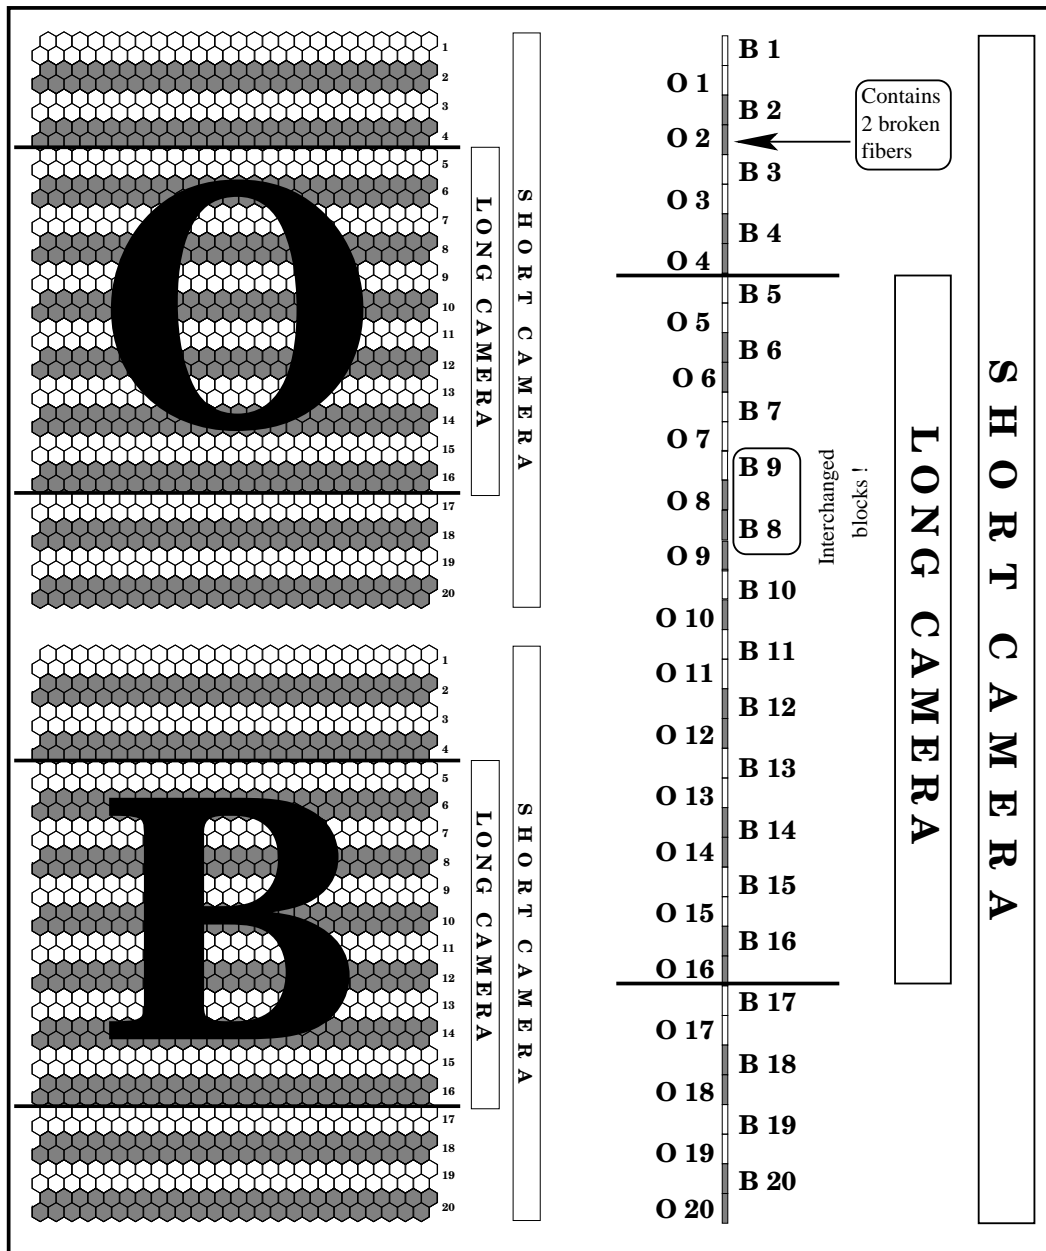 1
2
3
4
5
6
7
8
9
10
11
12
13
14
15
16
17
18
19
20
O
LONG CAMERA
SHORT CAMERA
1
2
3
4
5
6
7
8
9
10
11
12
13
14
15
16
17
18
19
20
B
LONG CAMERA
SHORT CAMERA
B 1
O 1
B 2
O 2
B 3
O 3
B 4
O 4
B 5
O 5
B 6
O 6
B 7
O 7
B 9
O 8
B 8
O 9
B 10
O 10
B 11
O 11
B 12
O 12
B 13
O 13
B 14
O 14
B 15
O 15
B 16
O 16
B 17
O 17
B 18
O 18
B 19
O 19
B 20
O 20
Contains
2 broken
fibers
Interchanged
blocks !
LONG CAMERA
SHORT CAMERA